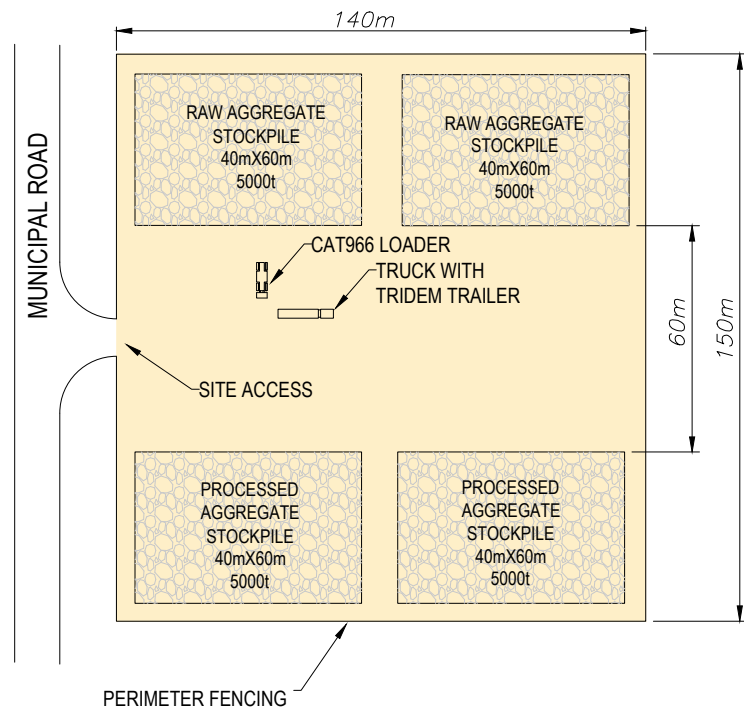 140m
RAW AGGREGATE
STOCKPILE
40mX60m
5000t
RAW AGGREGATE
STOCKPILE
40mX60m
5000t
MUNICIPAL ROAD
CAT966 LOADER
TRUCK WITH
TRIDEM TRAILER
60m
150m
SITE ACCESS
PROCESSED
AGGREGATE
STOCKPILE
40mX60m
5000t
PROCESSED
AGGREGATE
STOCKPILE
40mX60m
5000t
PERIMETER FENCING